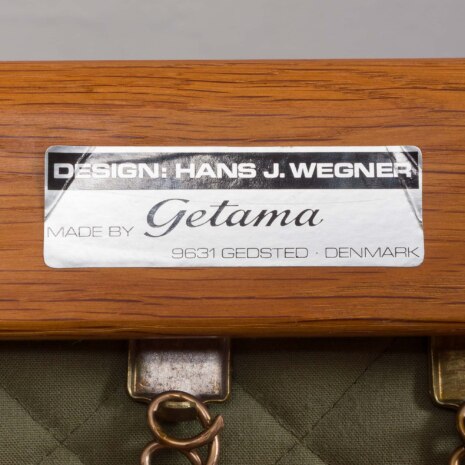 DESIGN: HANS J. WEGNER
MADE BY Getama
9631 GEDSTED · DENMARK